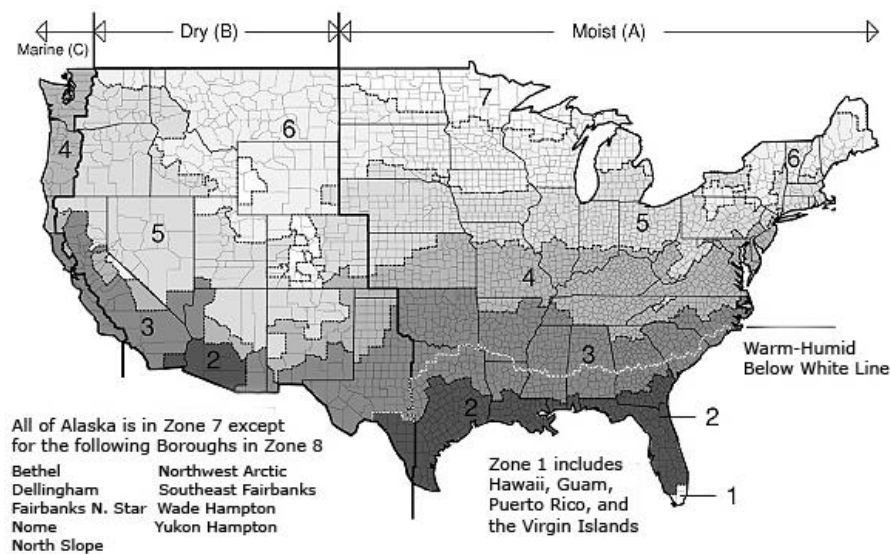 Marine (C)
Dry (B)
Moist (A)
7
6
4
6
5
5
4
3
3
2
2
Warm-Humid
Below White Line
2
1
All of Alaska is in Zone 7 except
for the following Boroughs in Zone 8
Bethel Northwest Arctic
Dellingham Southeast Fairbanks
Fairbanks N. Star Wade Hampton
Nome Yukon Hampton
North Slope
Zone 1 includes
Hawaii, Guam,
Puerto Rico, and
the Virgin Islands